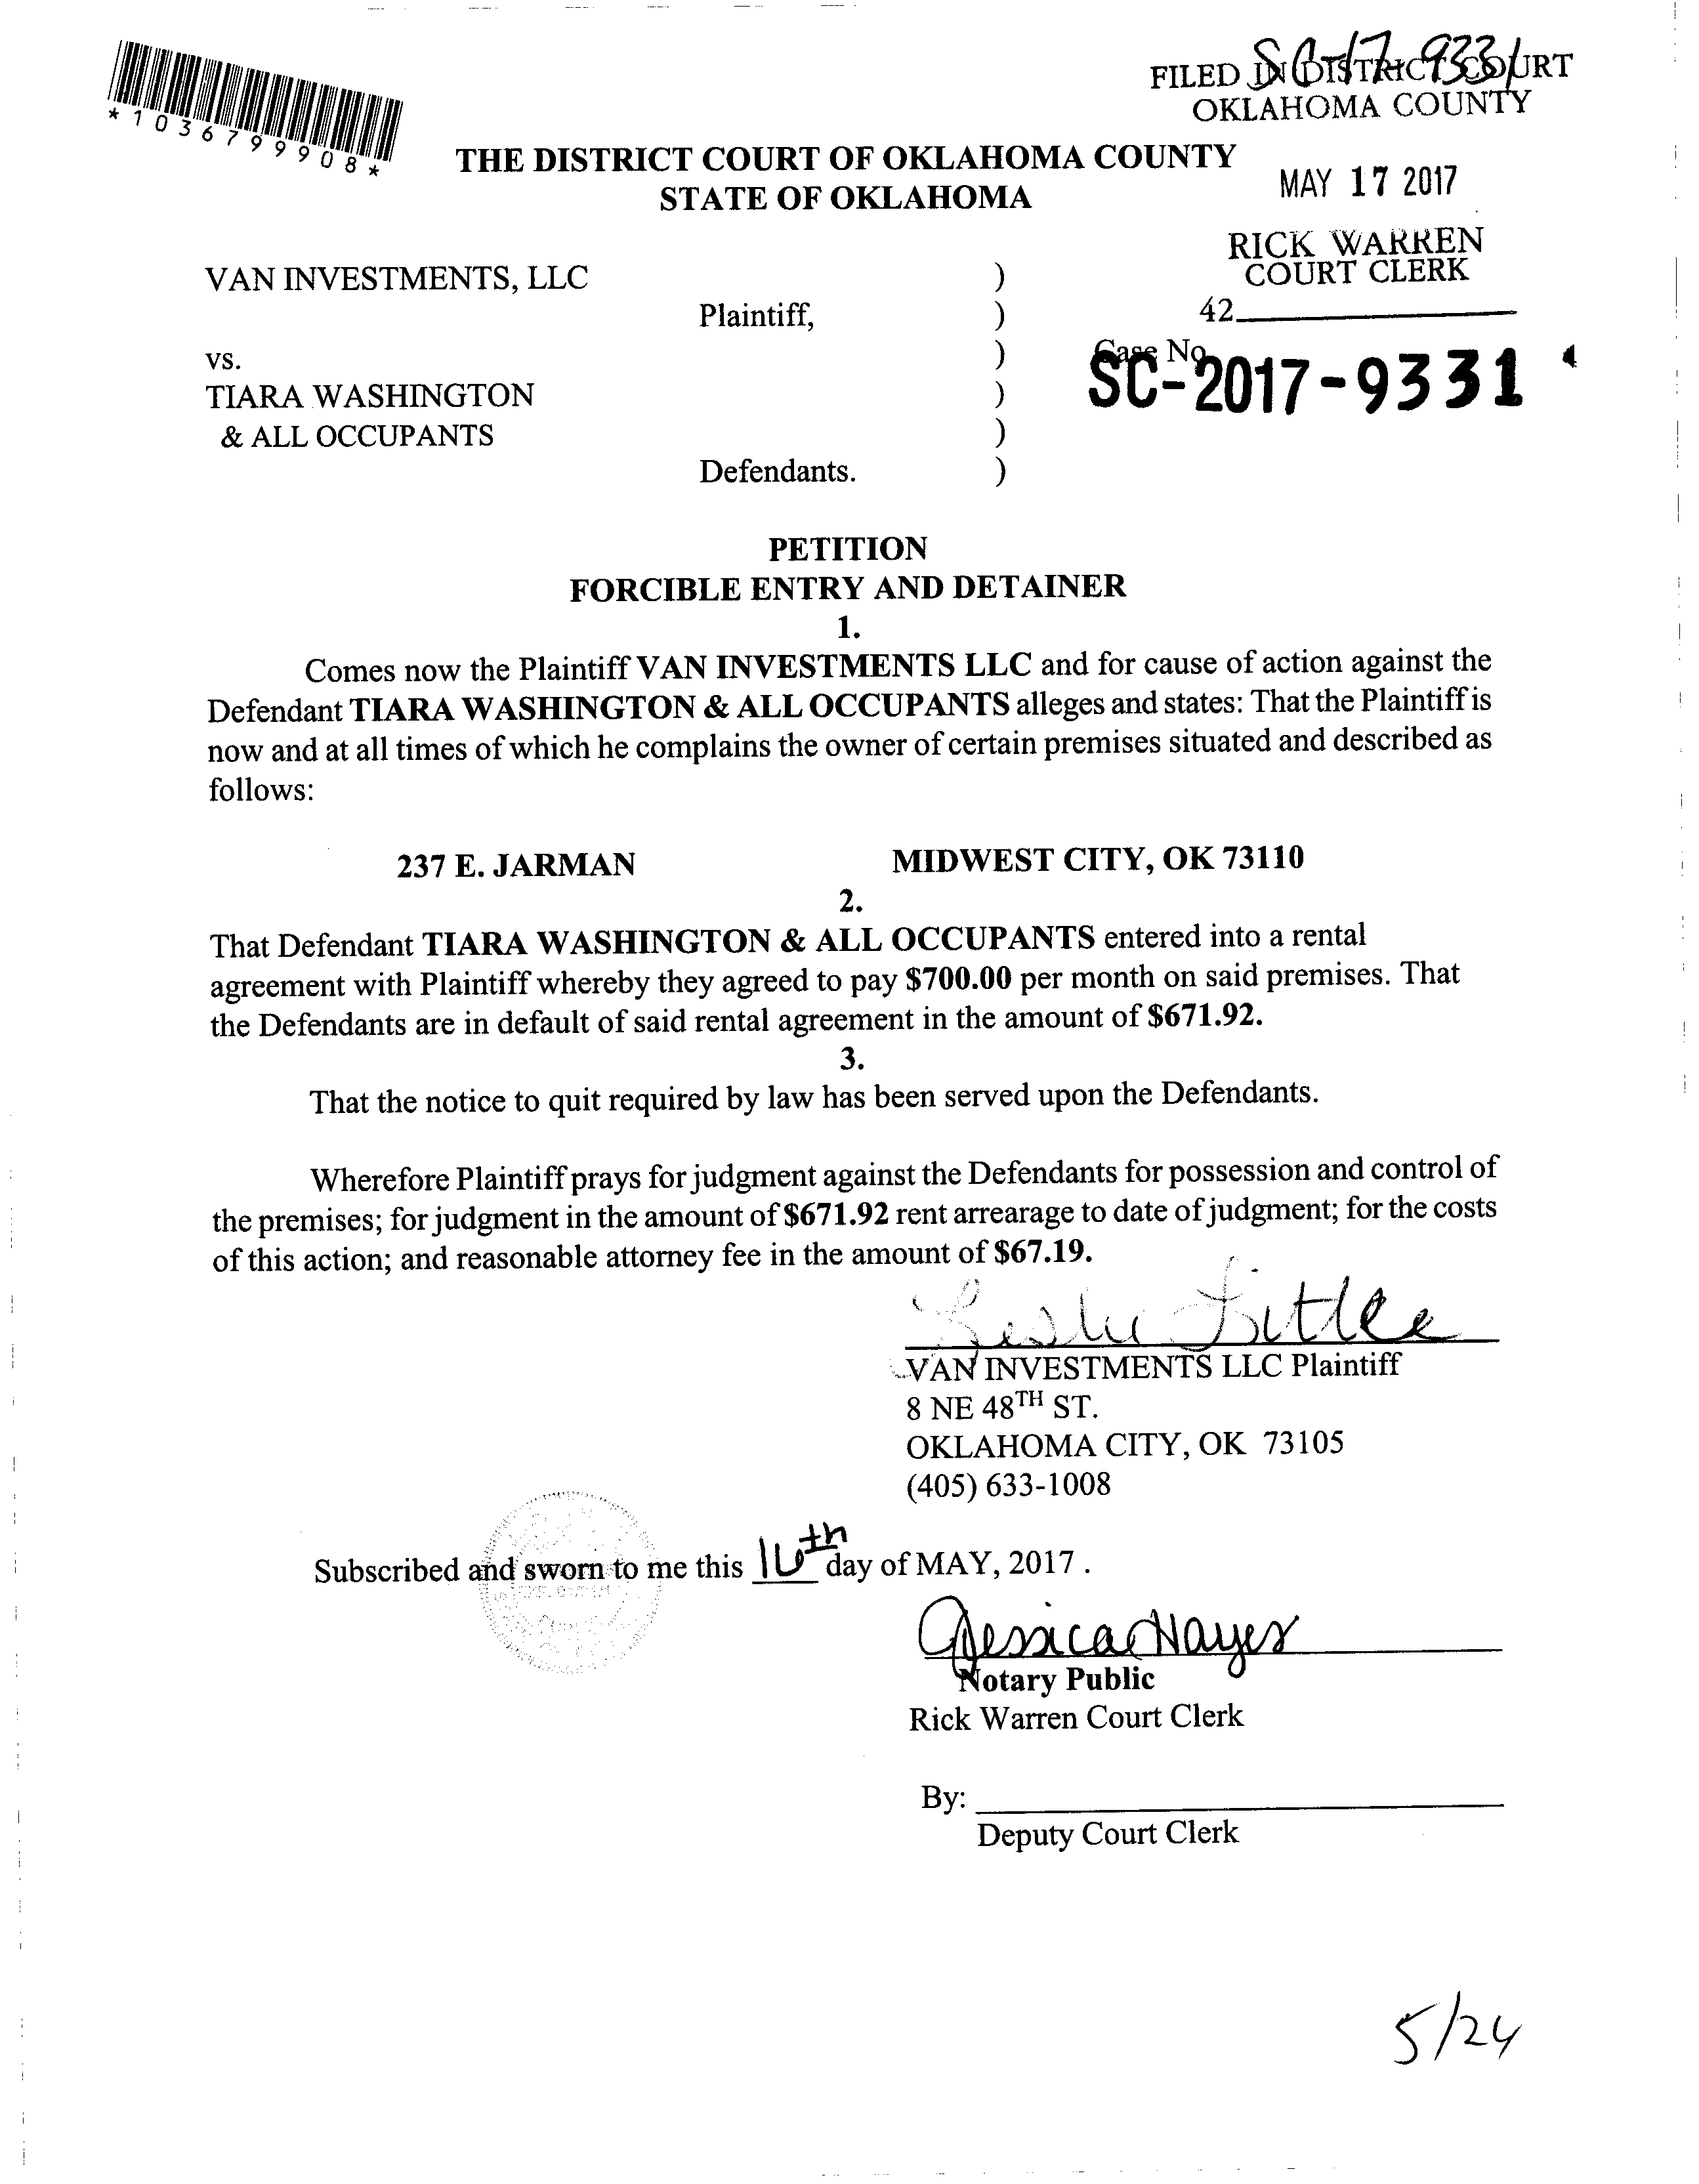 *1036799908*
SC-17-9331
FILED IN DISTRICT COURT
OKLAHOMA COUNTY
THE DISTRICT COURT OF OKLAHOMA COUNTY
STATE OF OKLAHOMA
MAY 17 2017
RICK WARREN
COURT CLERK
42
VAN INVESTMENTS, LLC )
Plaintiff, )
Case No.
SC-2017-9331
vs. )
TIARA WASHINGTON )
& ALL OCCUPANTS )
Defendants. )
PETITION
FORCIBLE ENTRY AND DETAINER
1.
Comes now the Plaintiff VAN INVESTMENTS LLC and for cause of action against the
Defendant TIARA WASHINGTON & ALL OCCUPANTS alleges and states: That the Plaintiff is
now and at all times of which he complains the owner of certain premises situated and described as
follows:
237 E. JARMAN MIDWEST CITY, OK 73110
2.
That Defendant TIARA WASHINGTON & ALL OCCUPANTS entered into a rental
agreement with Plaintiff whereby they agreed to pay $700.00 per month on said premises. That
the Defendants are in default of said rental agreement in the amount of $671.92.
3.
That the notice to quit required by law has been served upon the Defendants.
Wherefore Plaintiff prays for judgment against the Defendants for possession and control of
the premises; for judgment in the amount of $671.92 rent arrearage to date of judgment; for the costs
of this action; and reasonable attorney fee in the amount of $67.19.
Leslie Little
VAN INVESTMENTS LLC Plaintiff
8 NE 48TH ST.
OKLAHOMA CITY, OK 73105
(405) 633-1008
Subscribed and sworn to me this 16th day of MAY, 2017 .
Jessica Hayes
Notary Public
Rick Warren Court Clerk
By:
Deputy Court Clerk
5/24